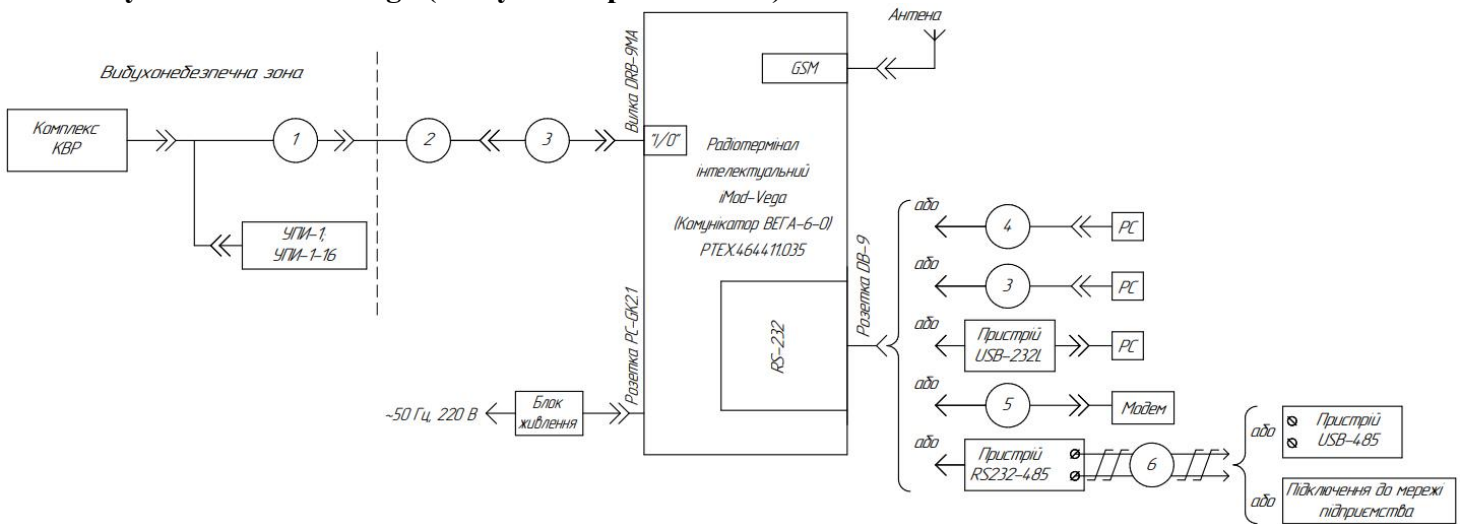 Антена
Вибухонебезпечна зона
Комплекс
КВР
1
2
3
УПИ-1;
УПИ-1-16
Вилка DRB-9MA
"I/O"
GSM
Радіотермінал
інтелектуальний
iMod-Vega
(Комунікатор ВЕГА-6-0)
РТЕХ.464411.035
RS-232
Розетка PC-GK2.1
~50 Гц, 220 В
Блок
живлення
Розетка DB-9
або
4
PC
або
3
PC
або
Пристрій
USB-232L
PC
або
5
Модем
або
Пристрій
RS232-485
6
або
Пристрій
USB-485
або
Підключення до мережі
підприємства